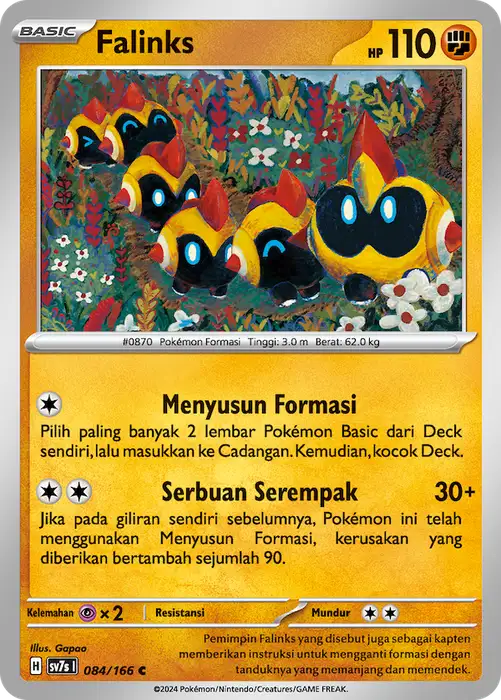 BASIC Falinks HP 110
#0870 Pokémon Formasi Tinggi: 3.0 m Berat: 62.0 kg
Menyusun Formasi
Pilih paling banyak 2 lembar Pokémon Basic dari Deck
sendiri, lalu masukkan ke Cadangan. Kemudian, kocok Deck.
Serbuan Serempak 30+
Jika pada giliran sendiri sebelumnya, Pokémon ini telah
menggunakan Menyusun Formasi, kerusakan yang
diberikan bertambah sejumlah 90.
Kelemahan × 2 Resistansi Mundur
Illus. Gapao
H sv7s I 084/166 C
Pemimpin Falinks yang disebut juga sebagai kapten
memberikan instruksi untuk mengganti formasi dengan
tanduknya yang memanjang dan memendek.
©2024 Pokémon/Nintendo/Creatures/GAME FREAK.